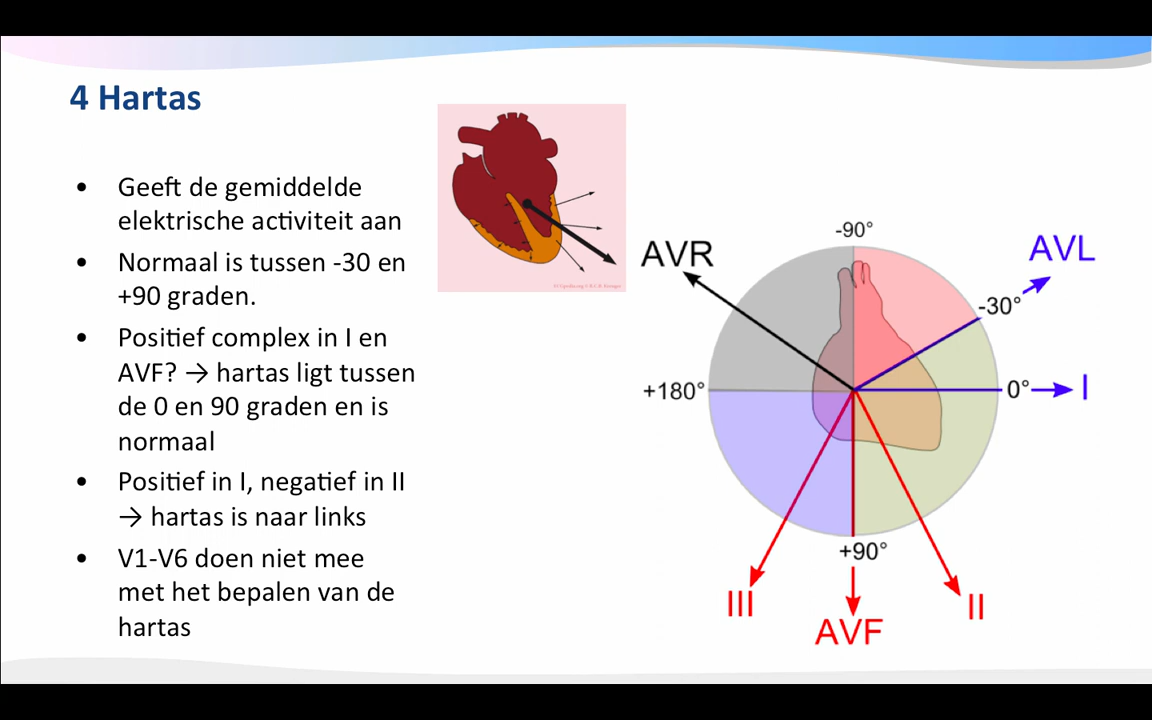 4 Hartas
• Geeft de gemiddelde
elektrische activiteit aan
• Normaal is tussen -30 en
+90 graden.
• Positief complex in I en
AVF? → hartas ligt tussen
de 0 en 90 graden en is
normaal
• Positief in I, negatief in II
→ hartas is naar links
• V1-V6 doen niet mee
met het bepalen van de
hartas
-90°
AVR
AVL
-30°
+180°
0°
I
+90°
III
II
AVF